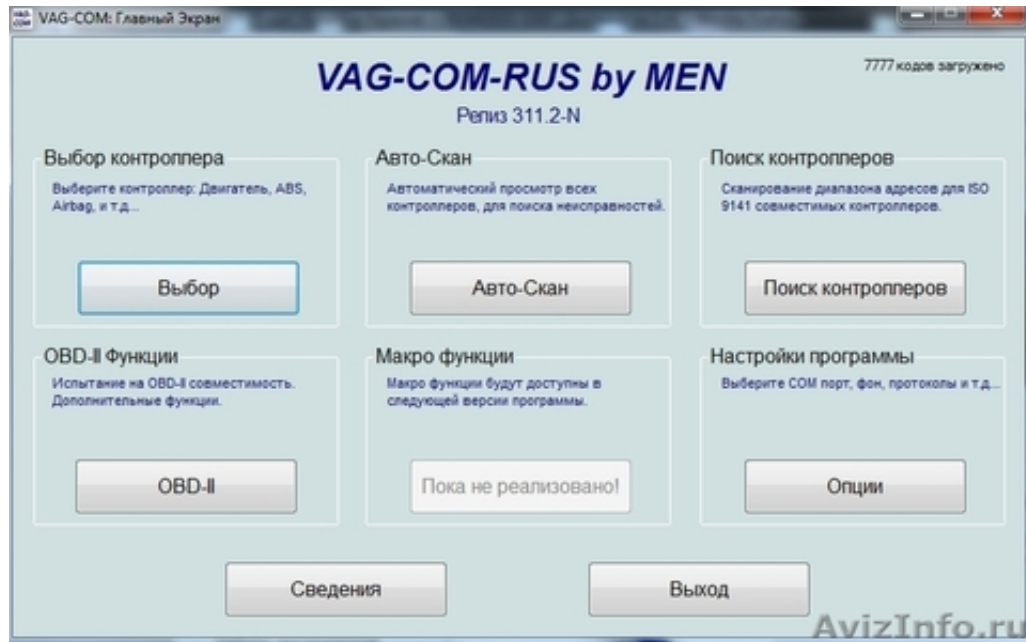 VAG-COM: Главный Экран
VAG-COM-RUS by MEN
7777 кодов загружено
Релиз 311.2-N
Выбор контроллера
Выберите контроллер: Двигатель, ABS,
Airbag, и т.д...
Выбор
Авто-Скан
Автоматический просмотр всех
контроллеров, для поиска неисправностей.
Авто-Скан
Поиск контроллеров
Сканирование диапазона адресов для ISO
9141 совместимых контроллеров.
Поиск контроллеров
OBD-II Функции
Испытание на OBD-II совместимость.
Дополнительные функции.
OBD-II
Макро функции
Макро функции будут доступны в
следующей версии программы.
Пока не реализовано!
Настройки программы
Выберите COM порт, фон, протоколы и т.д...
Опции
Сведения
Выход
AvizInfo.ru